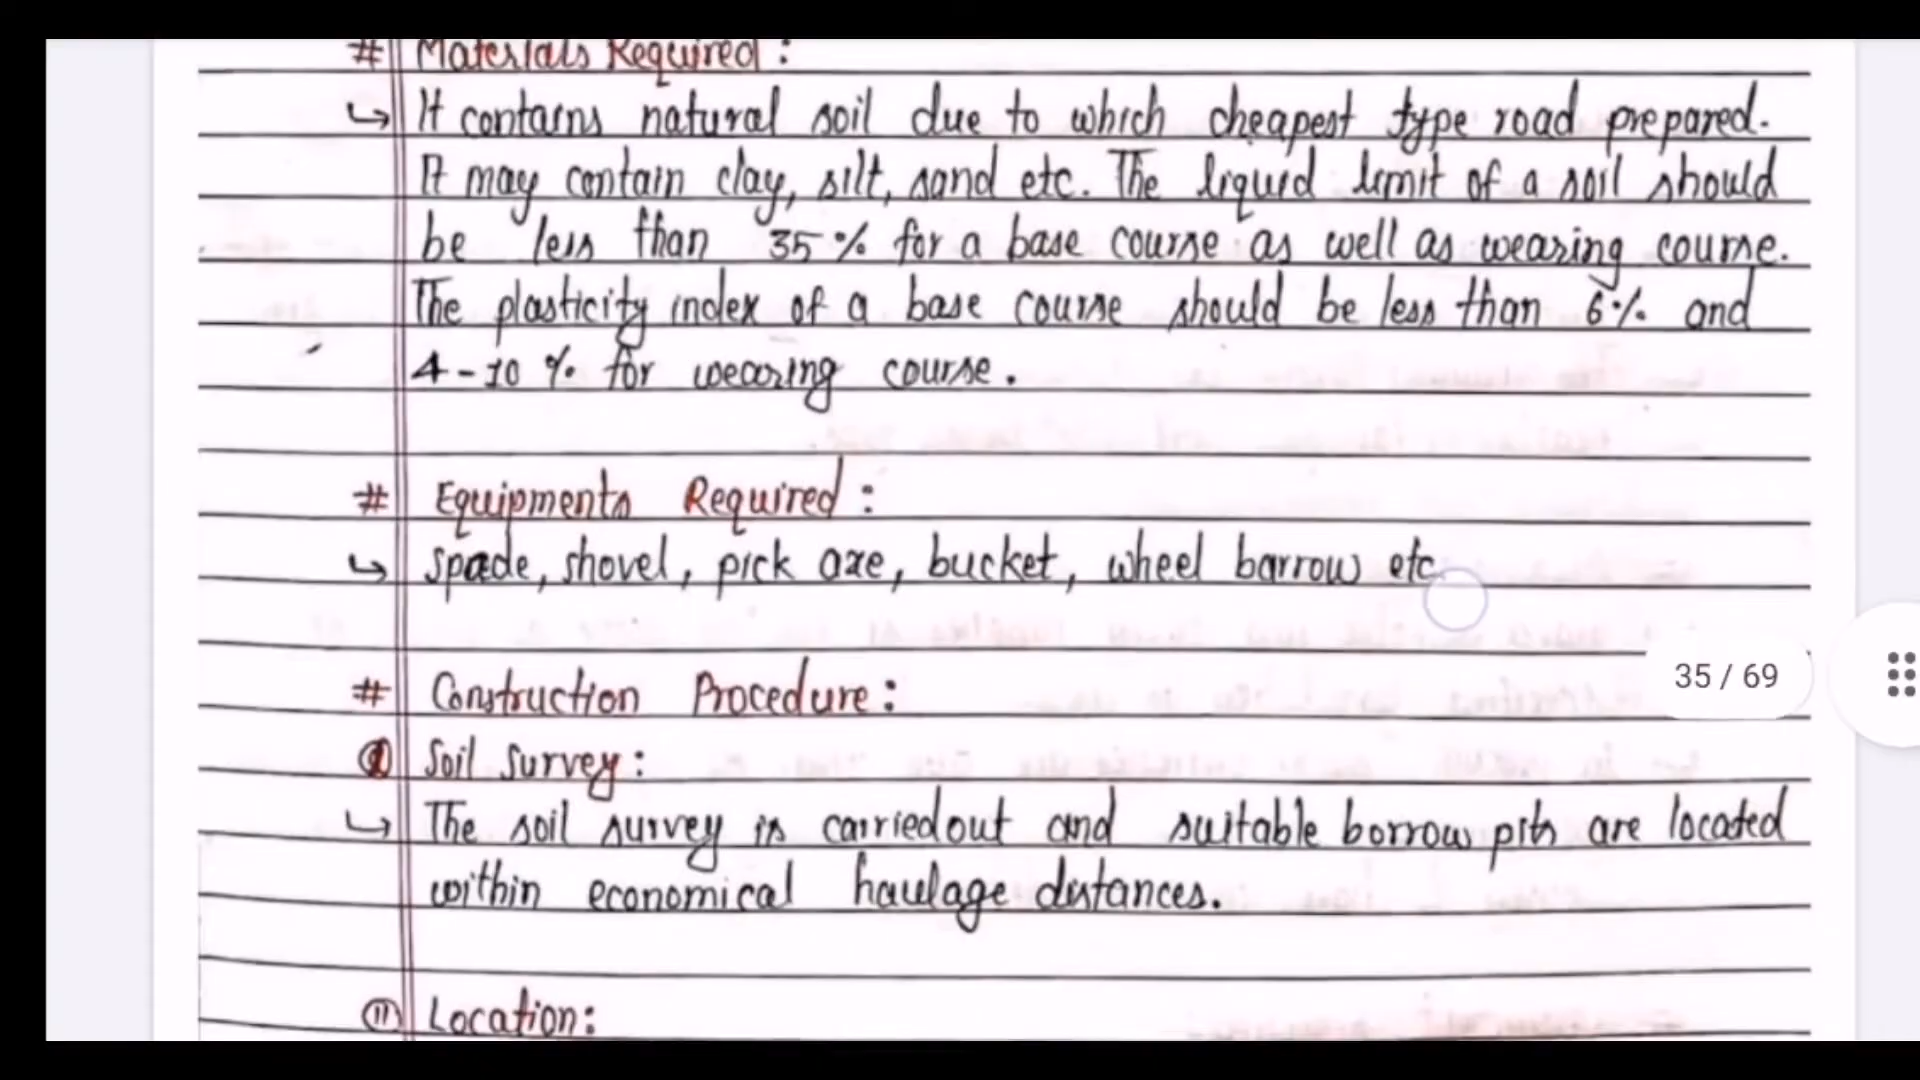 # Materials Required:
↳ It contains natural soil due to which cheapest type road prepared.
It may contain clay, silt, sand etc. The liquid limit of a soil should
be less than 35% for a base course as well as wearing course.
The plasticity index of a base course should be less than 6% and
4-10 % for wearing course.
# Equipments Required:
↳ spade, shovel, pick axe, bucket, wheel barrow etc
35 / 69
# Construction Procedure:
① Soil Survey:
↳ The soil survey is carriedout and suitable borrow pits are located
within economical haulage distances.
(ii) Location: